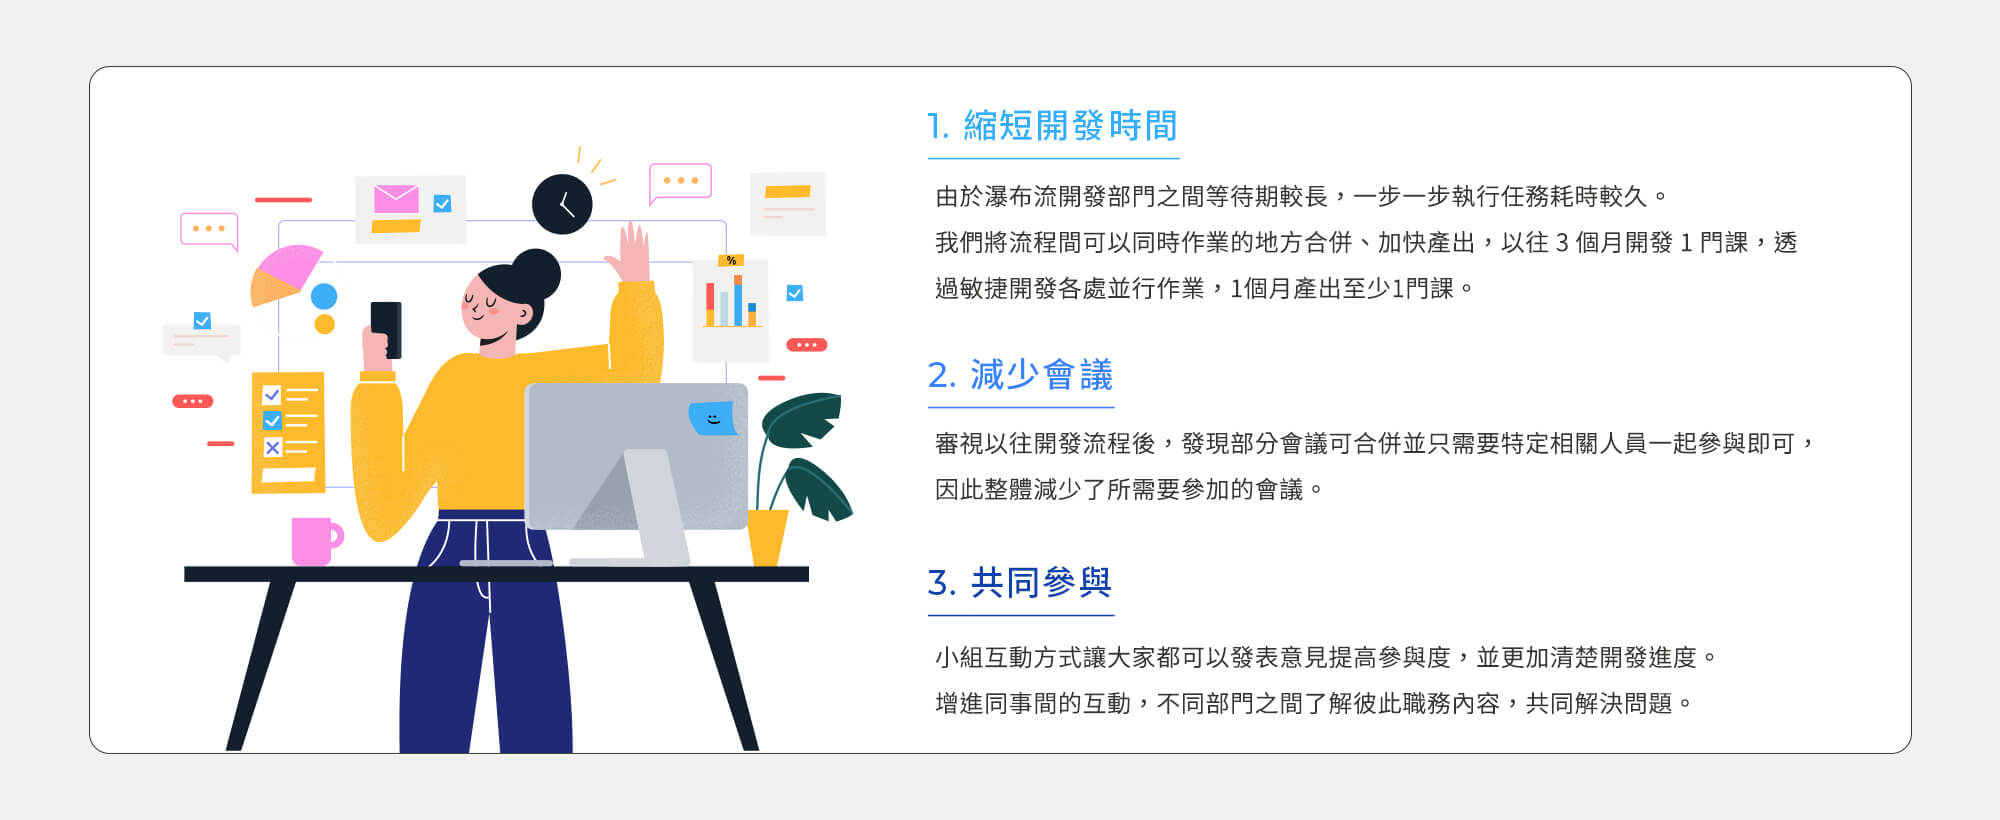 1. 縮短開發時間
由於瀑布流開發部門之間等待期較長，一步一步執行任務耗時較久。
我們將流程間可以同時作業的地方合併、加快產出，以往 3 個月開發 1 門課，透
過敏捷開發各處並行作業，1個月產出至少1門課。
2. 減少會議
審視以往開發流程後，發現部分會議可合併並只需要特定相關人員一起參與即可，
因此整體減少了所需要參加的會議。
3. 共同參與
小組互動方式讓大家都可以發表意見提高參與度，並更加清楚開發進度。
增進同事間的互動，不同部門之間了解彼此職務內容，共同解決問題。
%